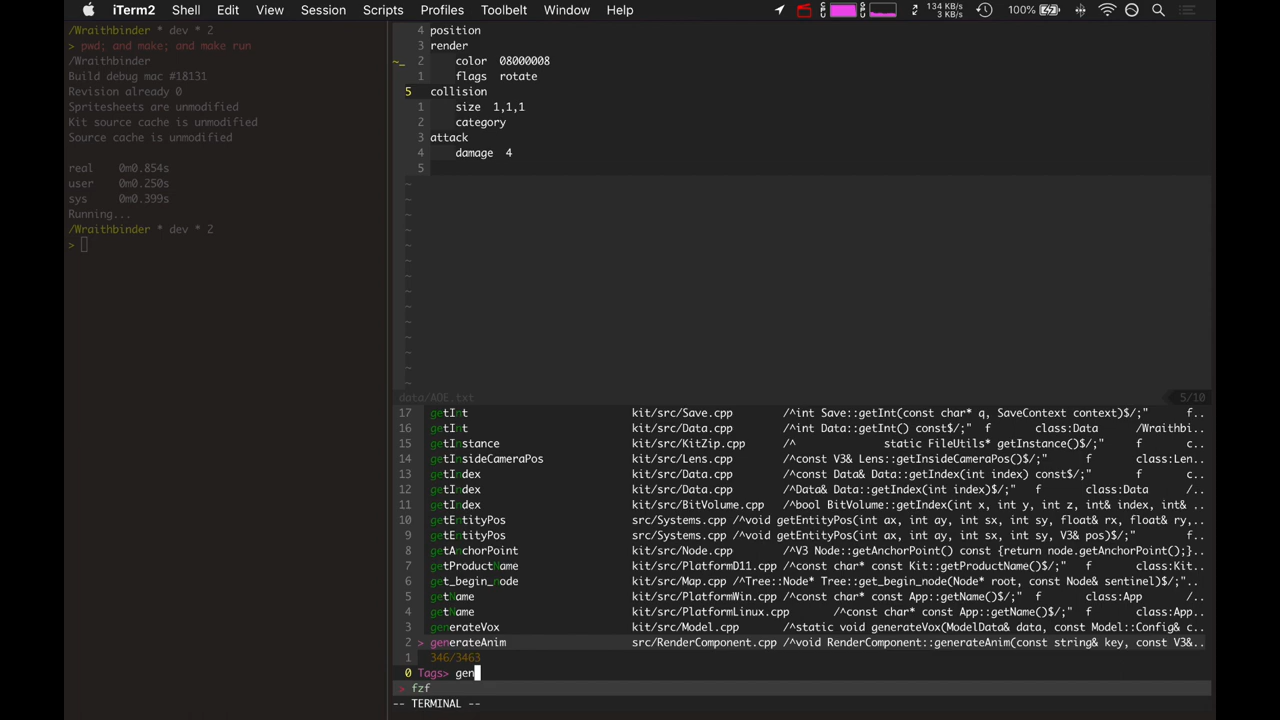 iTerm2 Shell Edit View Session Scripts Profiles Toolbelt Window Help 134 KB/s 3 KB/s 100%
/Wraithbinder * dev * 2
> pwd; and make; and make run
/Wraithbinder
Build debug mac #18131
Revision already 0
Spritesheets are unmodified
Kit source cache is unmodified
Source cache is unmodified
real 0m0.854s
user 0m0.250s
sys 0m0.399s
Running...
/Wraithbinder * dev * 2
>
4 position
3 render
~_ 2 color 08000008
1 flags rotate
5 collision
1 size 1,1,1
2 category
3 attack
4 damage 4
5
~
~
~
~
~
~
~
~
~
~
~
~
~
~
data/AOE.txt 5/10
17 getInt kit/src/Save.cpp /^int Save::getInt(const char* q, SaveContext context)$/;" f..
16 getInt kit/src/Data.cpp /^int Data::getInt() const$/;" f class:Data /Wraithbi..
15 getInstance kit/src/KitZip.cpp /^ static FileUtils* getInstance()$/;" f c..
14 getInsideCameraPos kit/src/Lens.cpp /^const V3& Lens::getInsideCameraPos()$/;" f class:Len..
13 getIndex kit/src/Data.cpp /^const Data& Data::getIndex(int index) const$/;" f c..
12 getIndex kit/src/Data.cpp /^Data& Data::getIndex(int index)$/;" f class:Data /..
11 getIndex kit/src/BitVolume.cpp /^bool BitVolume::getIndex(int x, int y, int z, int& index, int& ..
10 getEntityPos src/Systems.cpp /^void getEntityPos(int ax, int ay, int sx, int sy, float& rx, float& ry,..
9 getEntityPos src/Systems.cpp /^void getEntityPos(int ax, int ay, int sx, int sy, V3& pos)$/;" f..
8 getAnchorPoint kit/src/Node.cpp /^V3 Node::getAnchorPoint() const {return node.getAnchorPoint();}..
7 getProductName kit/src/PlatformD11.cpp /^const char* const Kit::getProductName()$/;" f class:Kit..
6 get_begin_node kit/src/Map.cpp /^Tree::Node* Tree::get_begin_node(Node* root, const Node& sentinel)$/;"..
5 getName kit/src/PlatformWin.cpp /^const char* const App::getName()$/;" f class:App /..
4 getName kit/src/PlatformLinux.cpp /^const char* const App::getName()$/;" f class:App..
3 generateVox kit/src/Model.cpp /^static void generateVox(ModelData& data, const Model::Config& c..
2 > generateAnim src/RenderComponent.cpp /^void RenderComponent::generateAnim(const string& key, const V3&..
1 346/3463
0 Tags> gen
> fzf
-- TERMINAL --